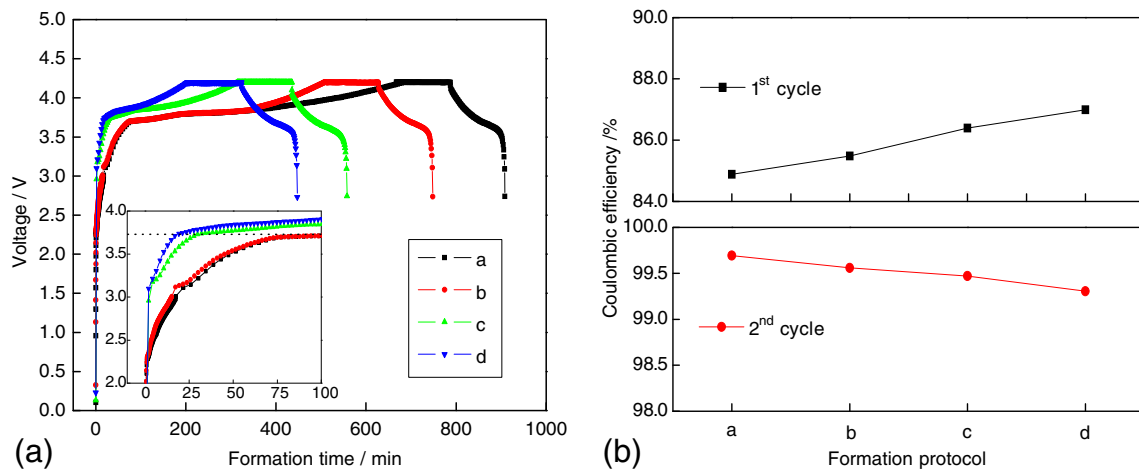 5.0
4.5
4.0
3.5
3.0
2.5
2.0
1.5
1.0
0.5
0.0
Voltage / V
0 200 400 600 800 1000
Formation time / min
(a)
4.0
3.5
3.0
2.5
2.0
0 25 50 75 100
a
b
c
d
90.0
88.0
86.0
84.0
100.0
99.5
99.0
98.5
98.0
Coulombic efficiency /%
1st cycle
2nd cycle
a b c d
Formation protocol
(b)